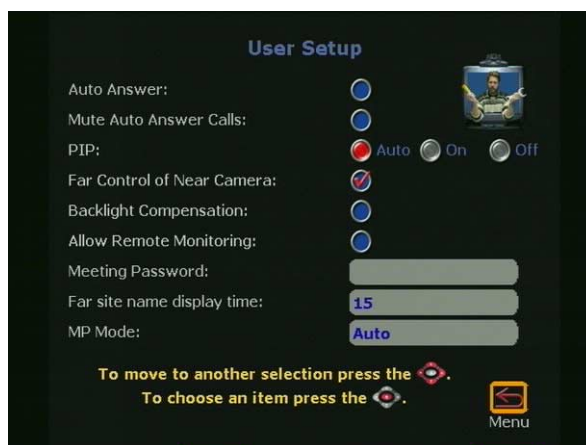 User Setup
Auto Answer:
Mute Auto Answer Calls:
PIP: Auto On Off
Far Control of Near Camera:
Backlight Compensation:
Allow Remote Monitoring:
Meeting Password:
Far site name display time: 15
MP Mode: Auto
To move to another selection press the .
To choose an item press the .
Menu